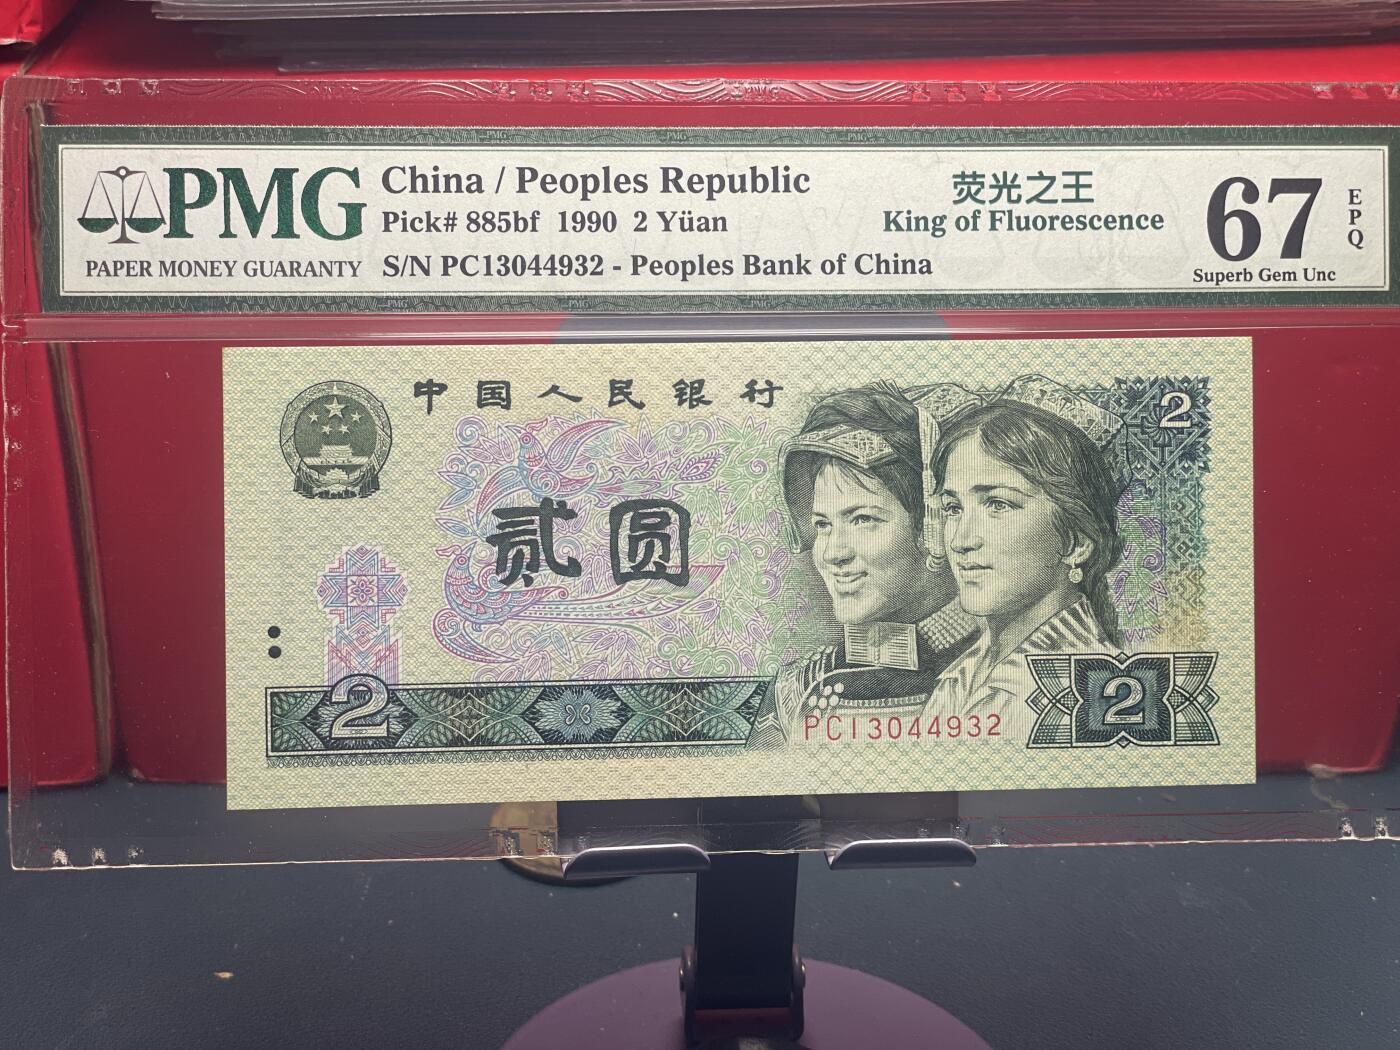 PMG
PAPER MONEY GUARANTY
China / Peoples Republic
Pick# 885bf 1990 2 Yüan
S/N PC13044932 - Peoples Bank of China
荧光之王
King of Fluorescence
67
EPQ
Superb Gem Unc
中国人民银行
2
贰圆
2
PC13044932
2